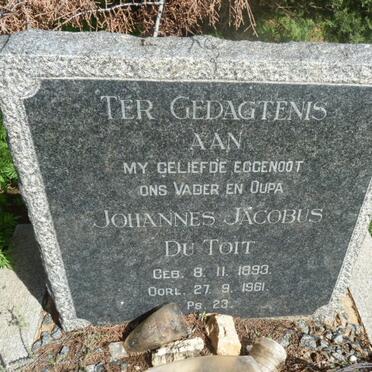 TER GEDAGTENIS
AAN
MY GELIEFDE EGGENOOT
ONS VADER EN OUPA
JOHANNES JACOBUS
DU TOIT
GEB. 8. 11. 1893.
OORL. 27. 9. 1961.
PS. 23.